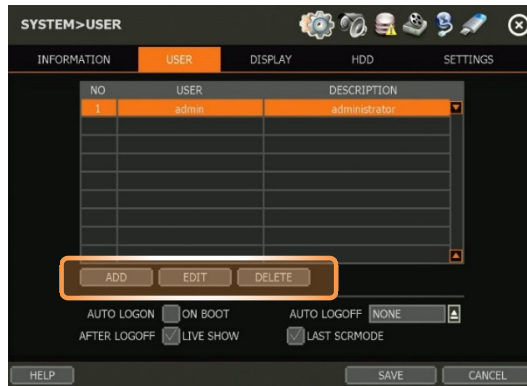 SYSTEM>USER
INFORMATION USER DISPLAY HDD SETTINGS
NO USER DESCRIPTION
1 admin administrator
ADD EDIT DELETE
AUTO LOGON ON BOOT AUTO LOGOFF NONE
AFTER LOGOFF LIVE SHOW LAST SCRMODE
HELP SAVE CANCEL